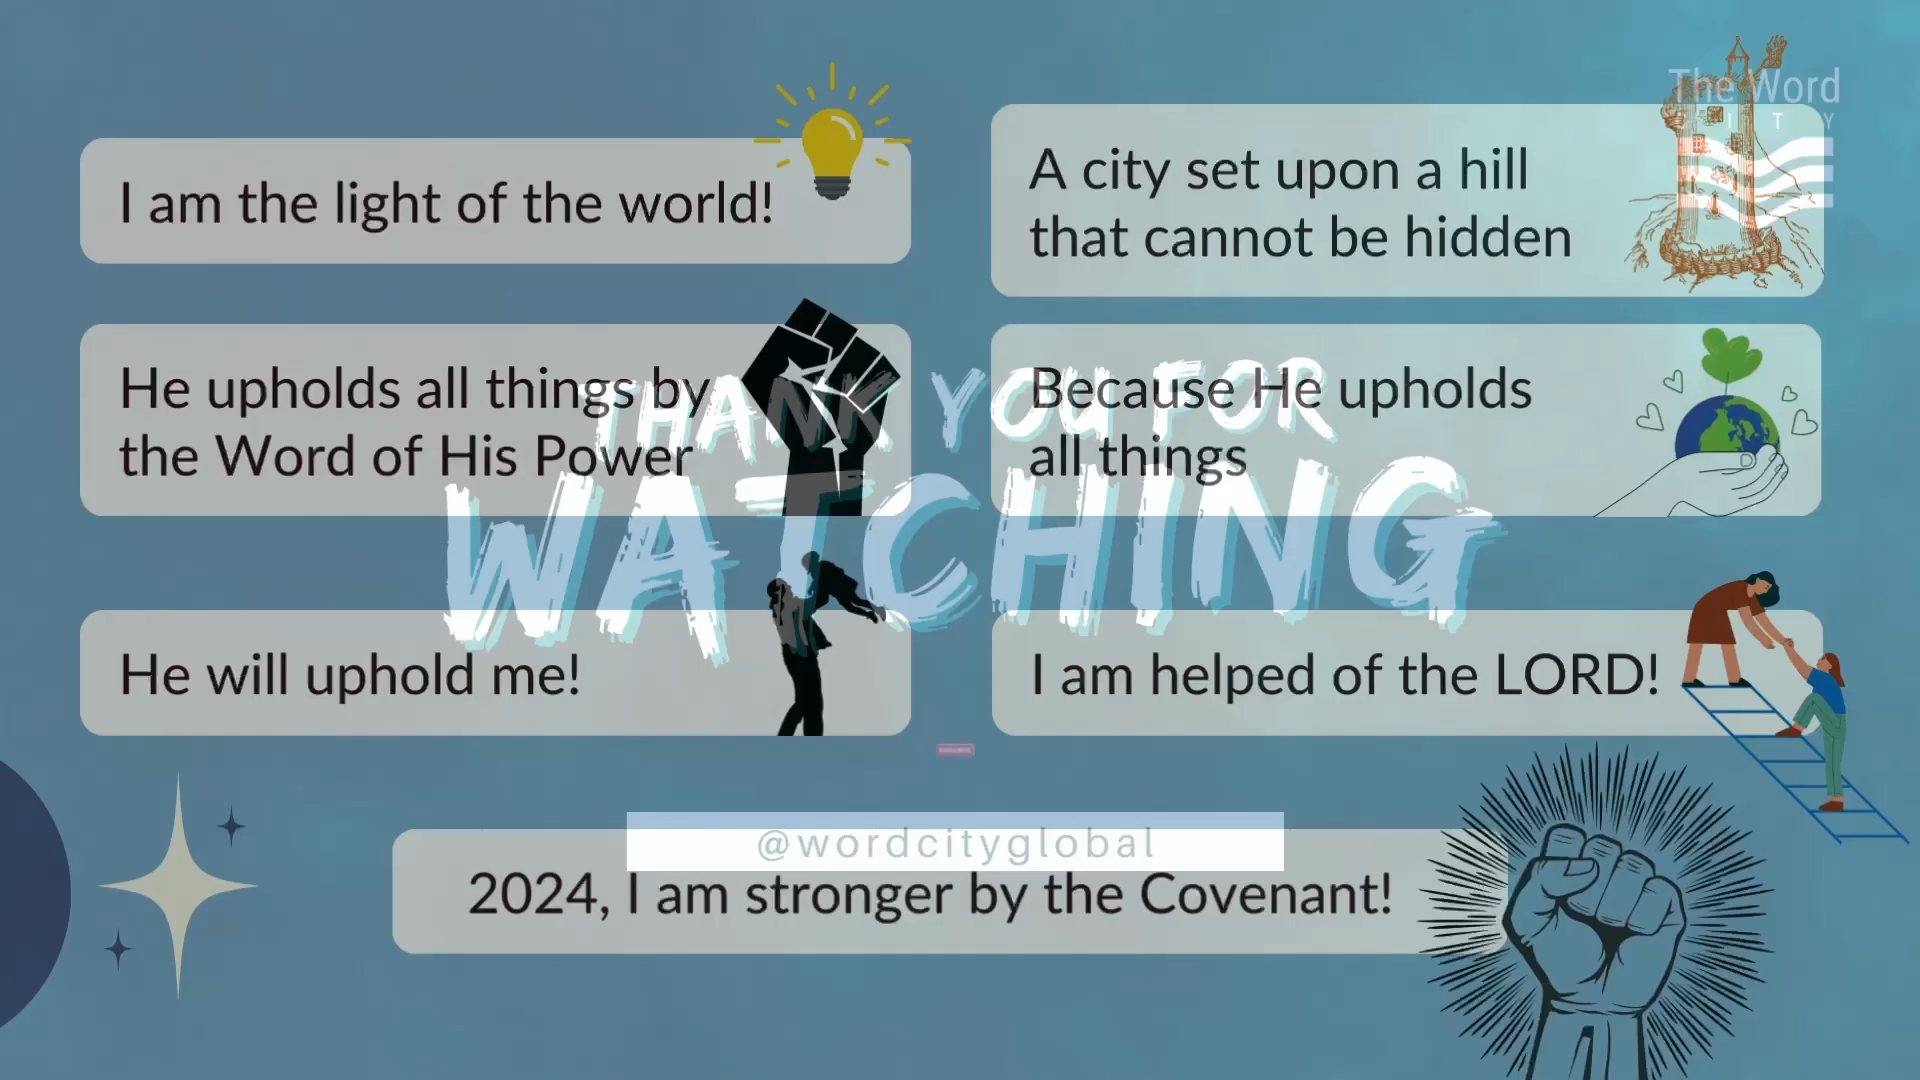 The Word
CITY
I am the light of the world!
A city set upon a hill
that cannot be hidden
He upholds all things by
the Word of His Power
Because He upholds
all things
THANK YOU FOR
WATCHING
He will uphold me!
I am helped of the LORD!
@wordcityglobal
2024, I am stronger by the Covenant!